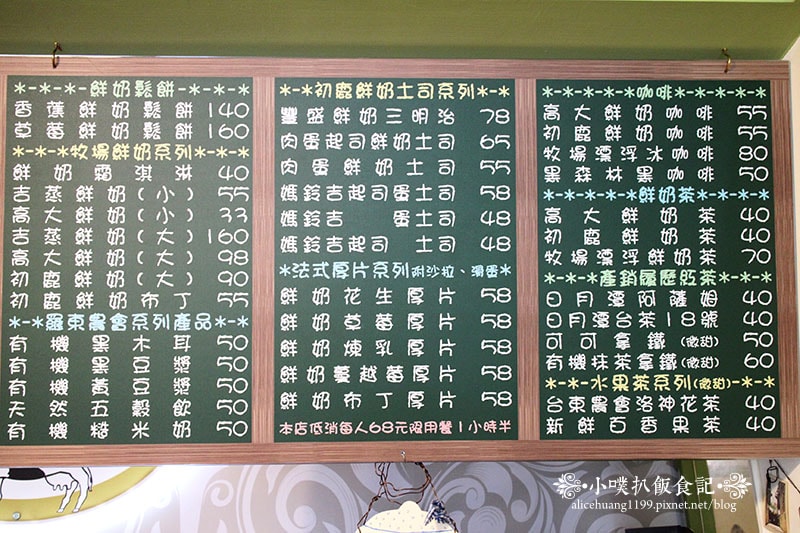 *-*-*-*-鮮奶鬆餅-*-*-*-*
香蕉鮮奶鬆餅 140
草莓鮮奶鬆餅 160
*-*-*牧場鮮奶系列*-*-*
鮮奶霜淇淋 40
吉蒸鮮奶(小) 55
高大鮮奶(小) 33
吉蒸鮮奶(大) 160
高大鮮奶(大) 98
初鹿鮮奶(大) 90
初鹿鮮奶布丁 55
*-*羅東農會系列產品*-*
有機黑木耳 50
有機黑豆漿 50
有機黃豆漿 50
天然五穀飲 50
有機糙米奶 50
*-*初鹿鮮奶土司系列*-*
豐盛鮮奶三明治 78
肉蛋起司鮮奶土司 65
肉蛋鮮奶土司 55
媽鈴吉起司蛋土司 58
媽鈴吉 蛋土司 48
媽鈴吉起司 土司 48
*法式厚片系列附沙拉、滑蛋*
鮮奶花生厚片 58
鮮奶草莓厚片 58
鮮奶煉乳厚片 58
鮮奶蔓越莓厚片 58
鮮奶布丁厚片 58
本店低消每人68元限用餐1小時半
*-*-*-*-咖啡*-*-*-*-*
高大鮮奶咖啡 55
初鹿鮮奶咖啡 55
牧場漂浮冰咖啡 80
黑森林黑咖啡 50
*-*-*-*-鮮奶茶*-*-*-*-
高大鮮奶茶 40
初鹿鮮奶茶 40
牧場漂浮鮮奶茶 70
*-*-*產銷履歷紅茶*-*-*
日月潭阿薩姆 40
日月潭台茶18號 40
可可拿鐵(微甜) 50
有機抹茶拿鐵(微甜) 60
*-*-水果茶系列(微甜)-*-*-
台東農會洛神花茶 40
新鮮百香果茶 40
小噗扒飯食記
alicehuang1199.pixnet.net/blog